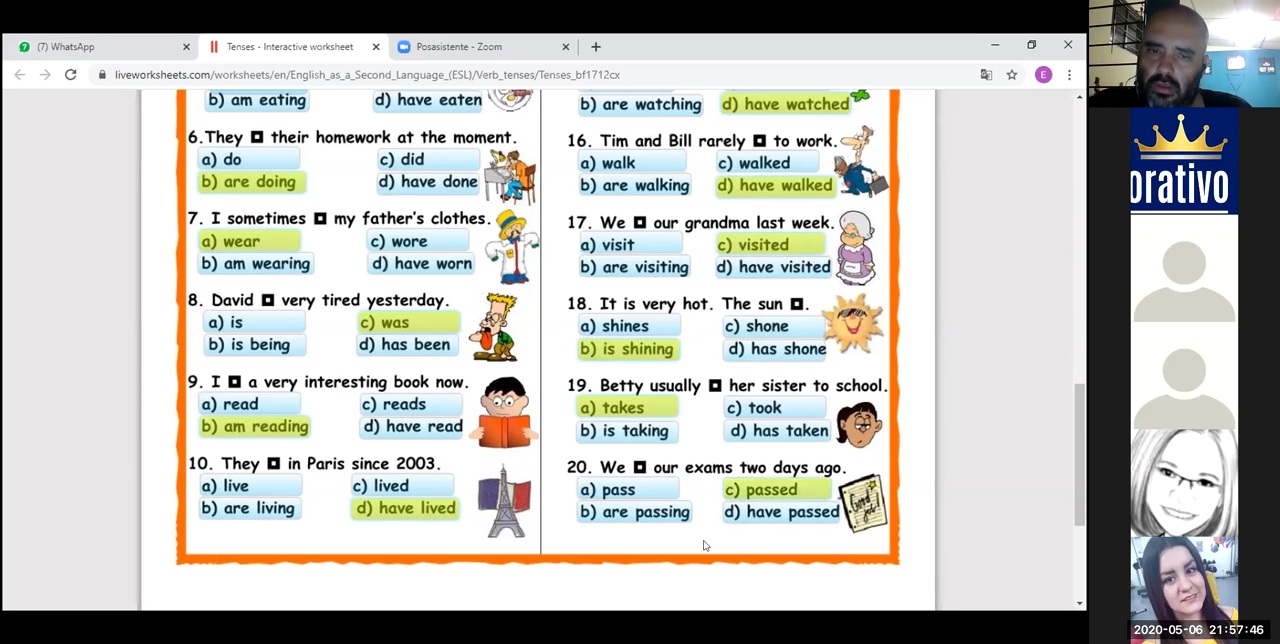 (7) WhatsApp
Tenses - Interactive worksheet
Posasistente - Zoom
liveworksheets.com/worksheets/en/English_as_a_Second_Language_(ESL)/Verb_tenses/Tenses_bf1712cx
E
b) am eating
d) have eaten
6.They their homework at the moment.
a) do
c) did
b) are doing
d) have done
7. I sometimes my father's clothes.
a) wear
c) wore
b) am wearing
d) have worn
8. David very tired yesterday.
a) is
c) was
b) is being
d) has been
9. I a very interesting book now.
a) read
c) reads
b) am reading
d) have read
10. They in Paris since 2003.
a) live
c) lived
b) are living
d) have lived
b) are watching
d) have watched
16. Tim and Bill rarely to work.
a) walk
c) walked
b) are walking
d) have walked
17. We our grandma last week.
a) visit
c) visited
b) are visiting
d) have visited
18. It is very hot. The sun .
a) shines
c) shone
b) is shining
d) has shone
19. Betty usually her sister to school.
a) takes
c) took
b) is taking
d) has taken
20. We our exams two days ago.
a) pass
c) passed
b) are passing
d) have passed
Good job
orativo
2020-05-06 21:57:46